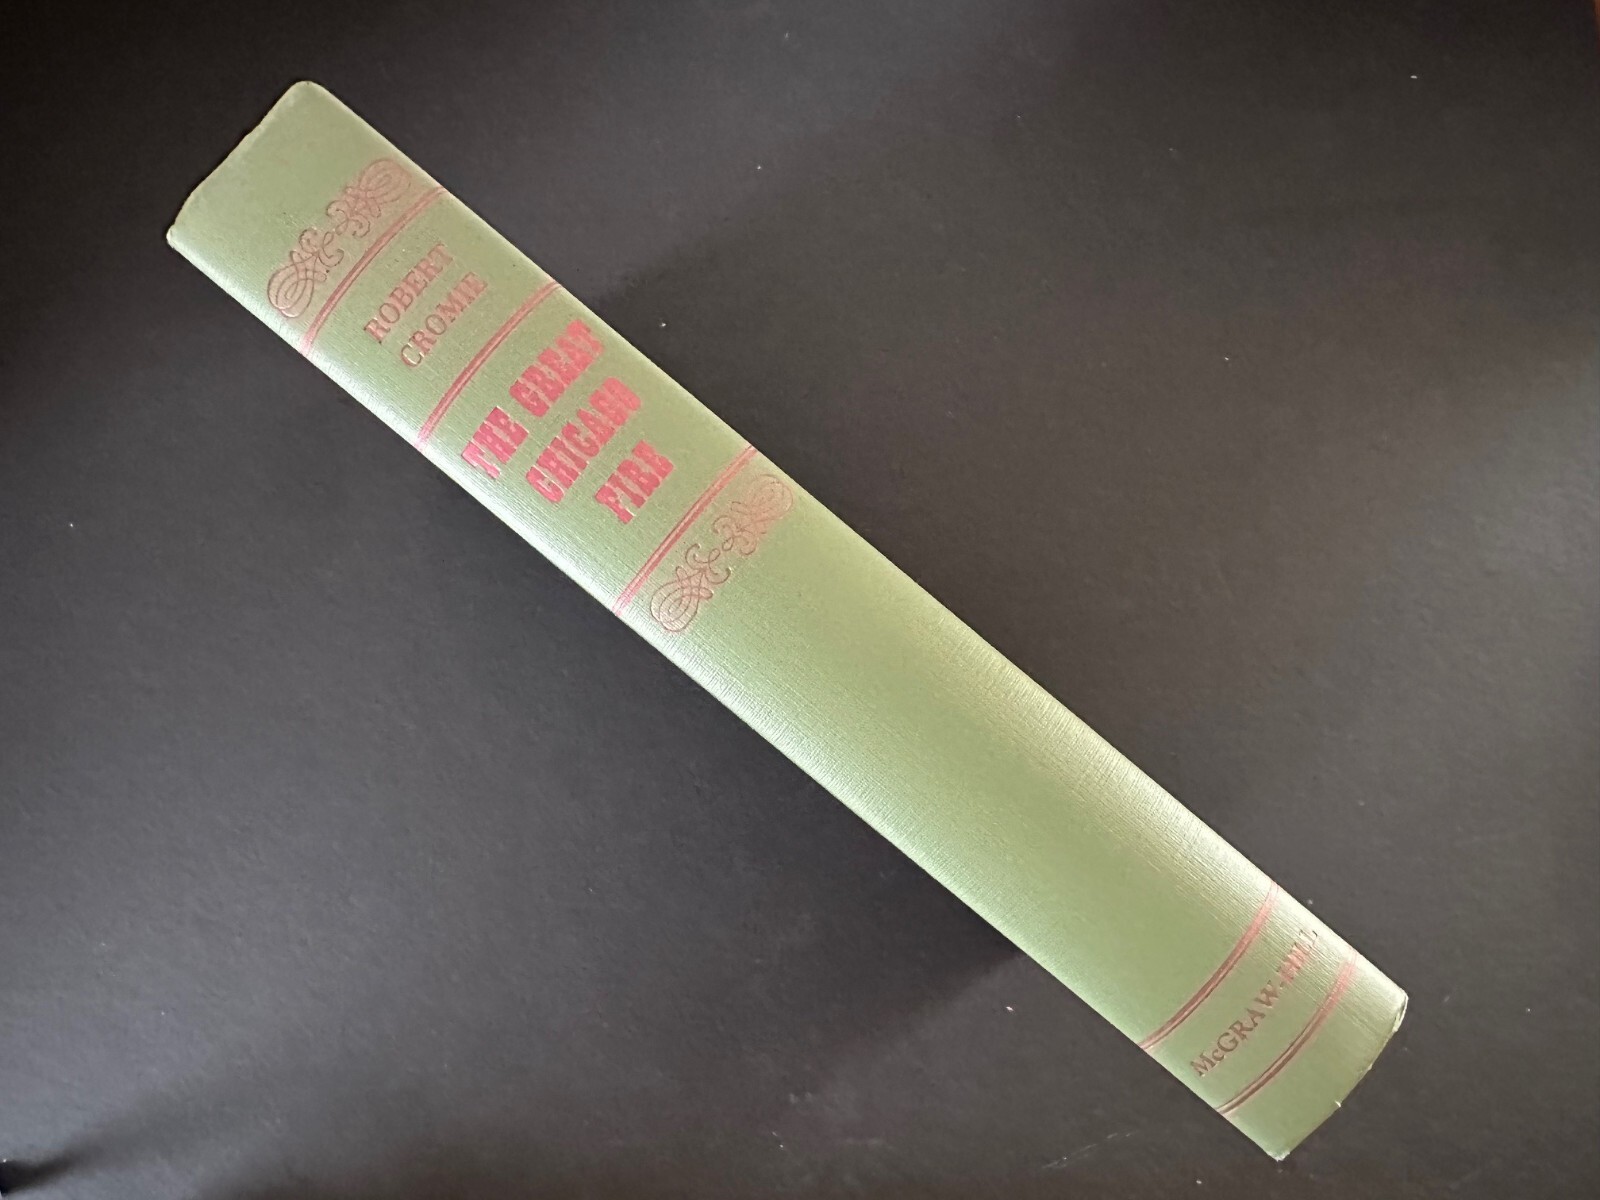 ROBERT
CROMIE
THE GREAT
CHICAGO
FIRE
McGRAW-HILL